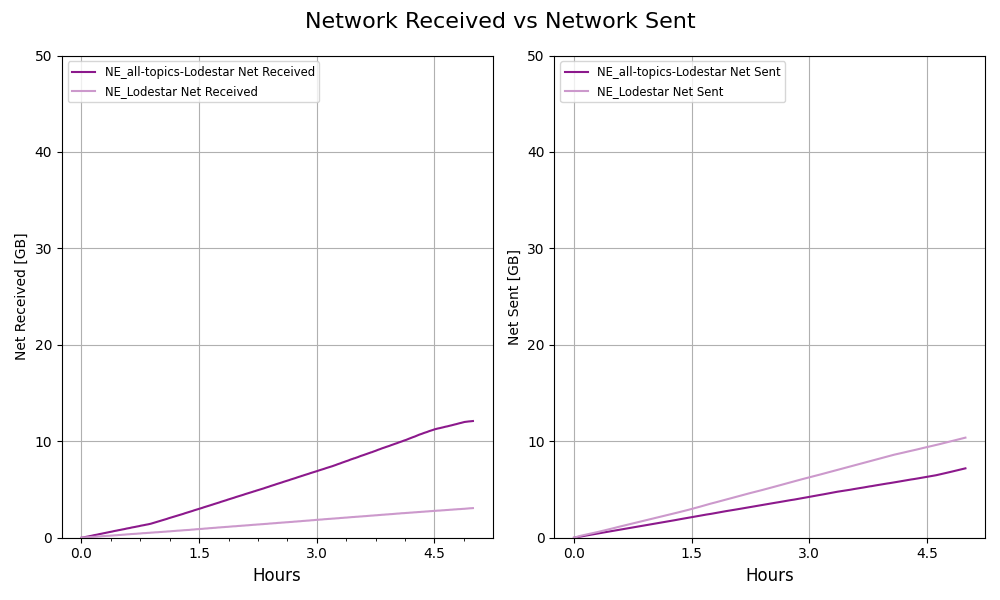 Network Received vs Network Sent
NE_all-topics-Lodestar Net Received
NE_Lodestar Net Received
Net Received [GB]
50
40
30
20
10
0
0.0 1.5 3.0 4.5
Hours
NE_all-topics-Lodestar Net Sent
NE_Lodestar Net Sent
Net Sent [GB]
50
40
30
20
10
0
0.0 1.5 3.0 4.5
Hours